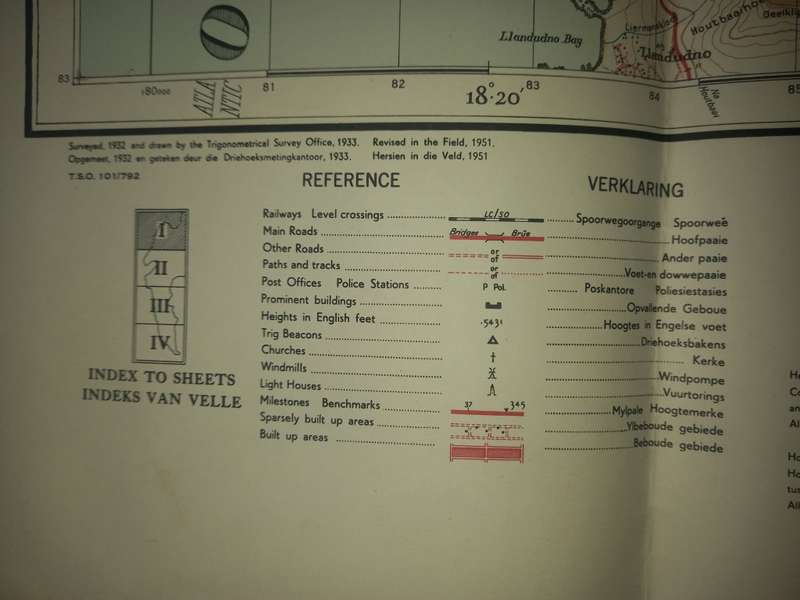 Llandudno Bay
Houtbaai
Llandudno
83
80000
81
82
18°20'
83
84
85
ATLANTIC
Na Houtbaai
Surveyed, 1932 and drawn by the Trigonometrical Survey Office, 1933. Revised in the Field, 1951.
Opgemeet, 1932 en geteken deur die Driehoeksmetingkantoor, 1933. Hersien in die Veld, 1951
T.S.O. 101/792
REFERENCE
VERKLARING
Railways Level crossings LC/SO Spoorwegoorgange Spoorweë
Main Roads Bridges Brûe Hoofpaaie
Other Roads or of Ander paaie
Paths and tracks or of Voet-en dowwepaaie
Post Offices Police Stations P Pol. Poskantore Poliesiestasies
Prominent buildings Opvallende Geboue
Heights in English feet .543' Hoogtes in Engelse voet
Trig Beacons Driehoeksbakens
Churches Kerke
Windmills Windpompe
Light Houses Vuurtorings
Milestones Benchmarks 37 345 Mylpale Hoogtemerke
Sparsely built up areas Ylbeboude gebiede
Built up areas Beboude gebiede
I
II
III
IV
INDEX TO SHEETS
INDEKS VAN VELLE